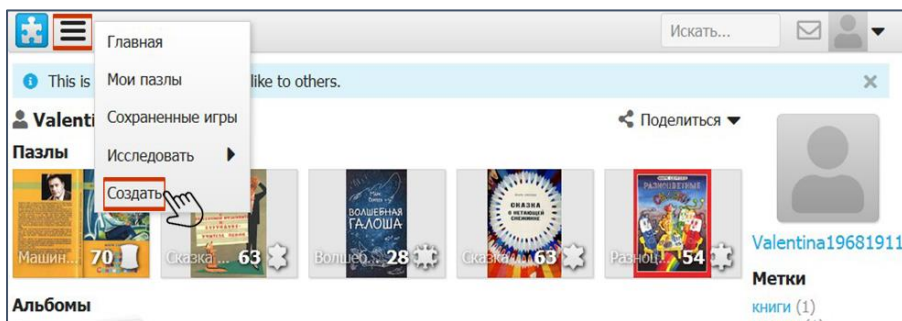 Искать...
Главная
This is like to others.
Мои пазлы
Valenti
Сохраненные игры
Поделиться
Пазлы
Исследовать
Создать
ВОЛШЕБНАЯ
ГАЛОША
СКАЗКА
О НЕТАЮЩЕЙ
СНЕЖИНКЕ
РАЗНОЦВЕТНЫЕ
Машин... 70
Сказка ... 63
Волшеб... 28
Сказка ... 63
Разноц... 54
Valentina19681911
Метки
книги (1)
Альбомы